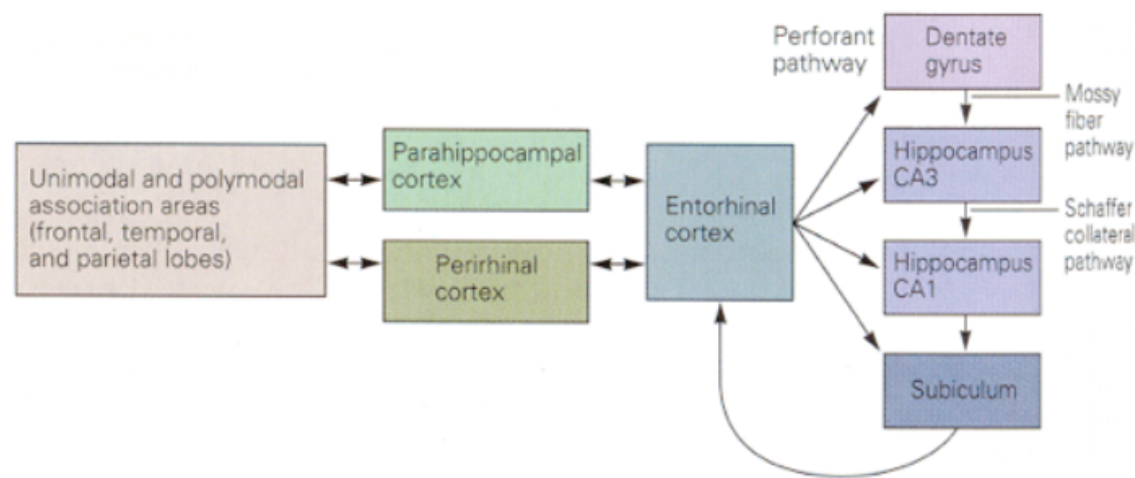 Perforant
pathway
Dentate
gyrus
Mossy
fiber
pathway
Unimodal and polymodal
association areas
(frontal, temporal,
and parietal lobes)
Parahippocampal
cortex
Perirhinal
cortex
Entorhinal
cortex
Hippocampus
CA3
Schaffer
collateral
pathway
Hippocampus
CA1
Subiculum